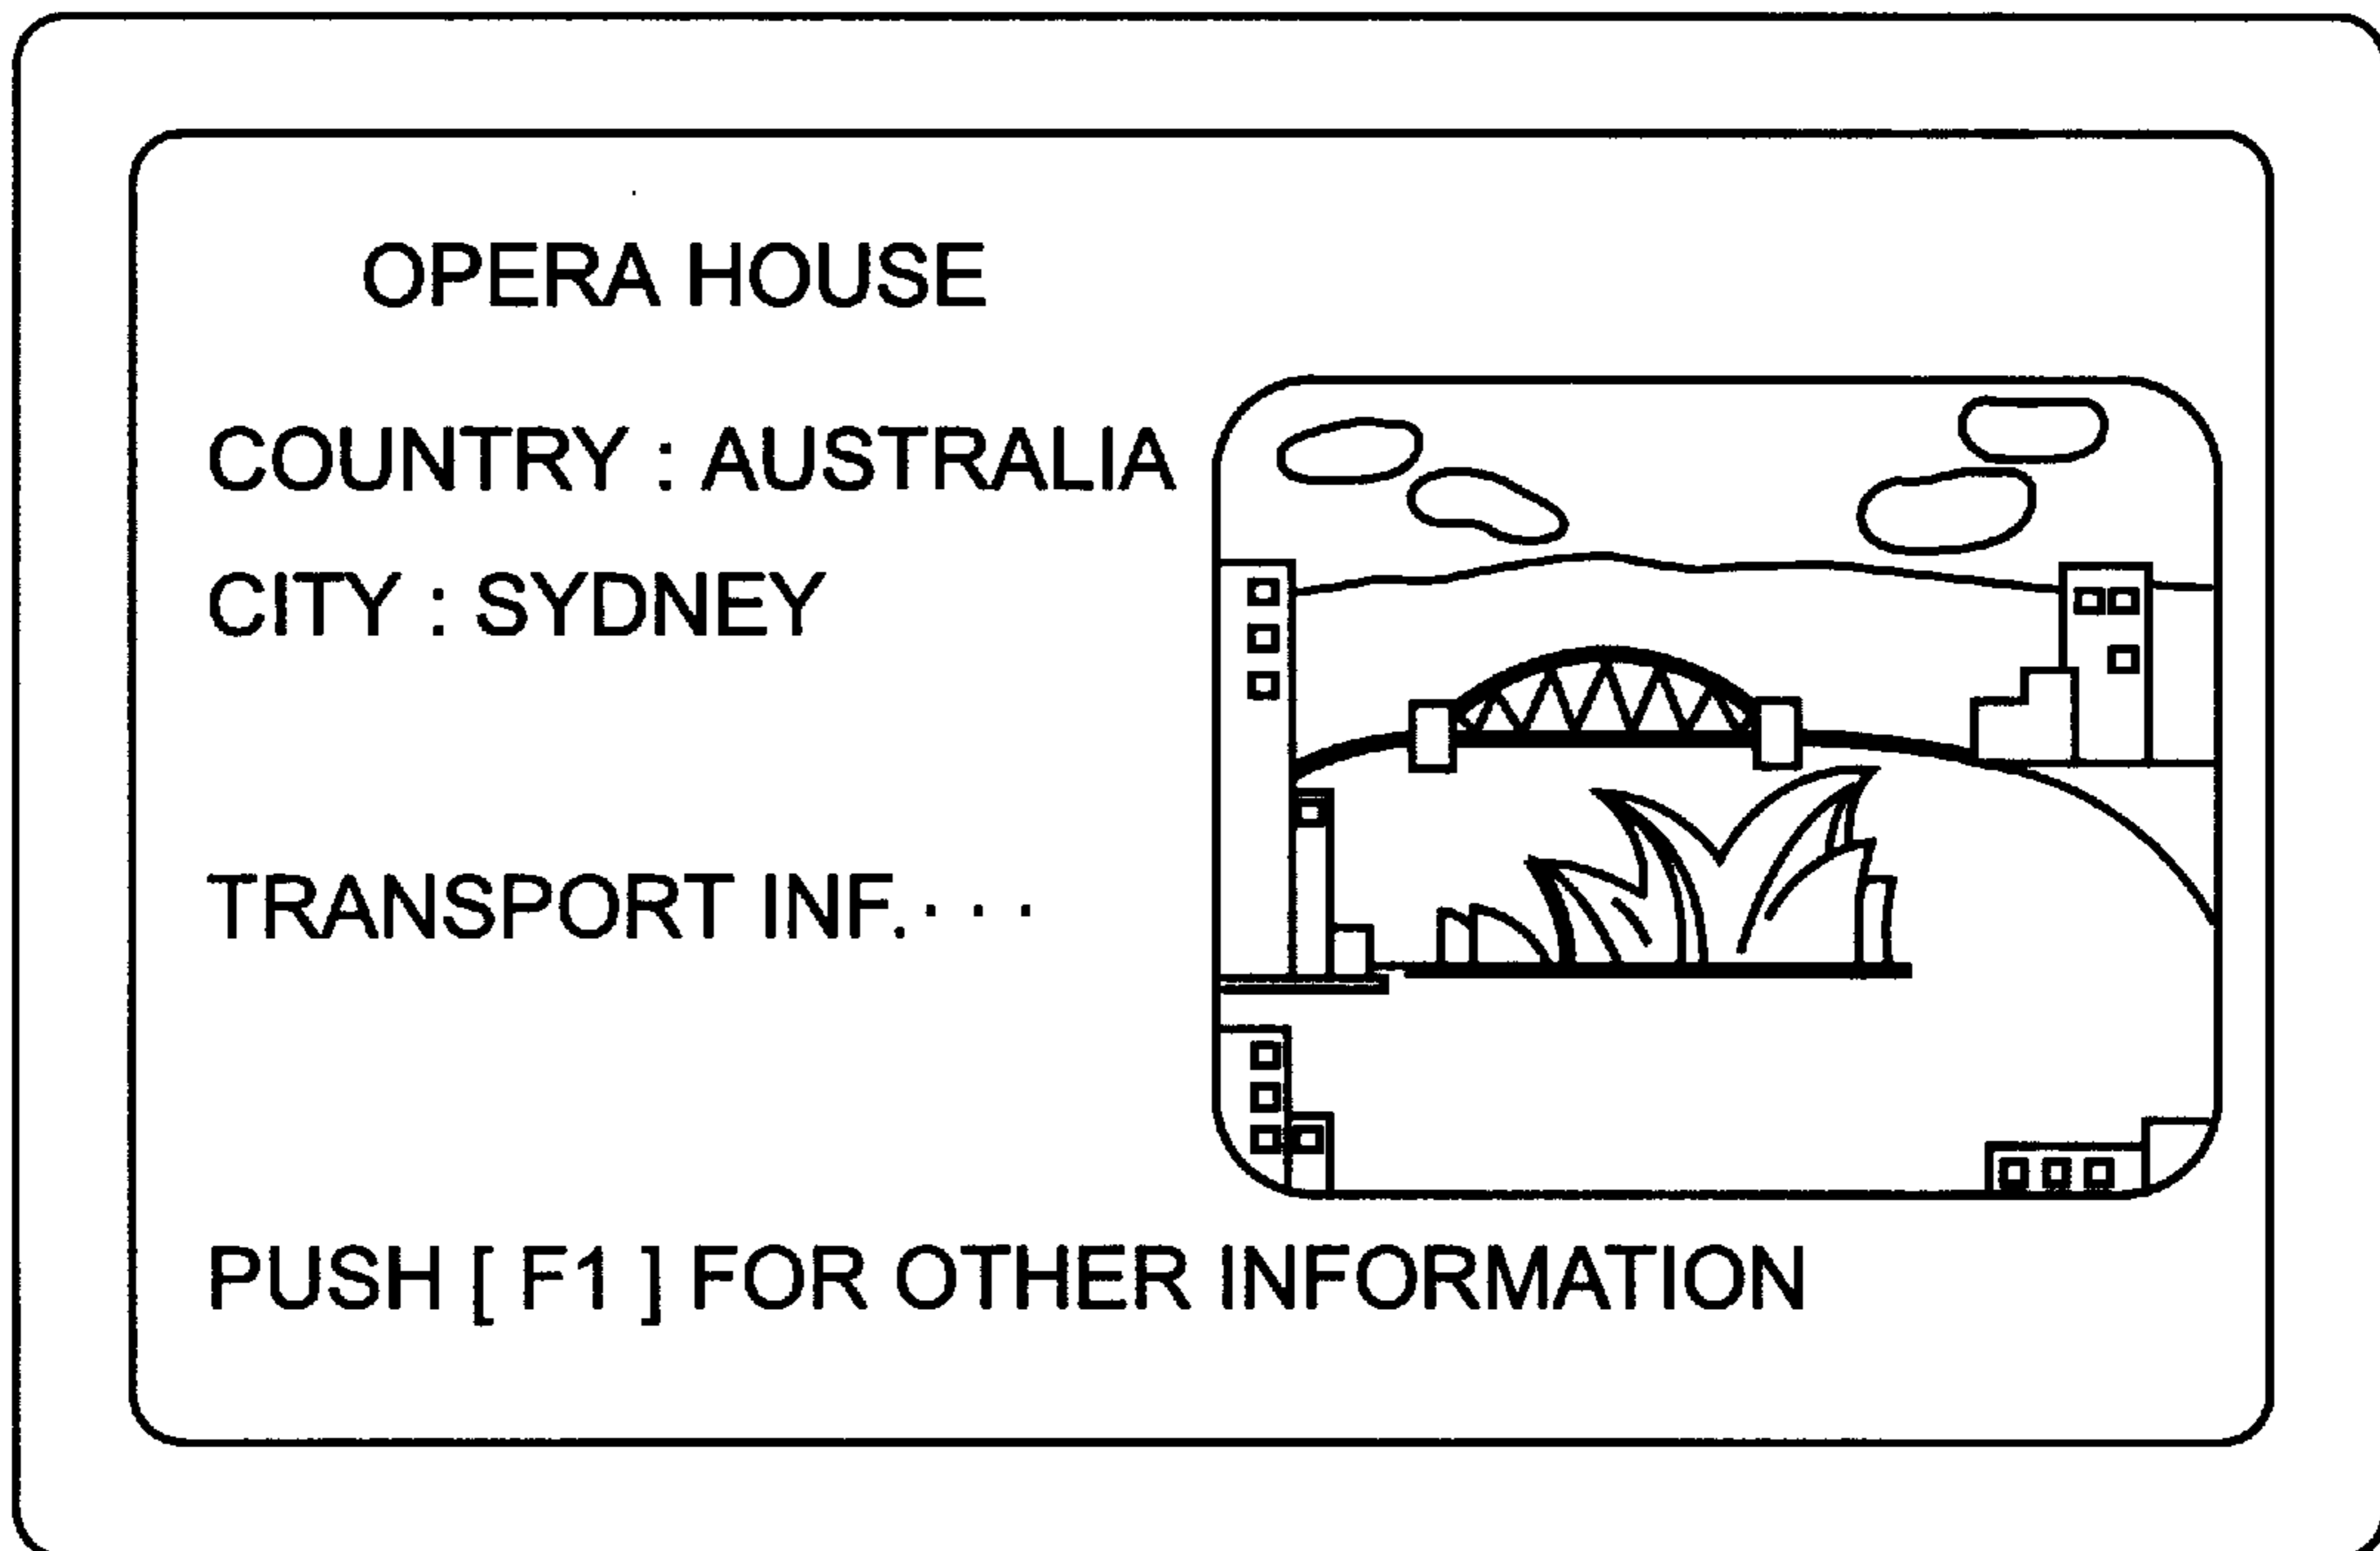 OPERA HOUSE
COUNTRY : AUSTRALIA
CITY : SYDNEY
TRANSPORT INF. · · ·
PUSH [ F1 ] FOR OTHER INFORMATION